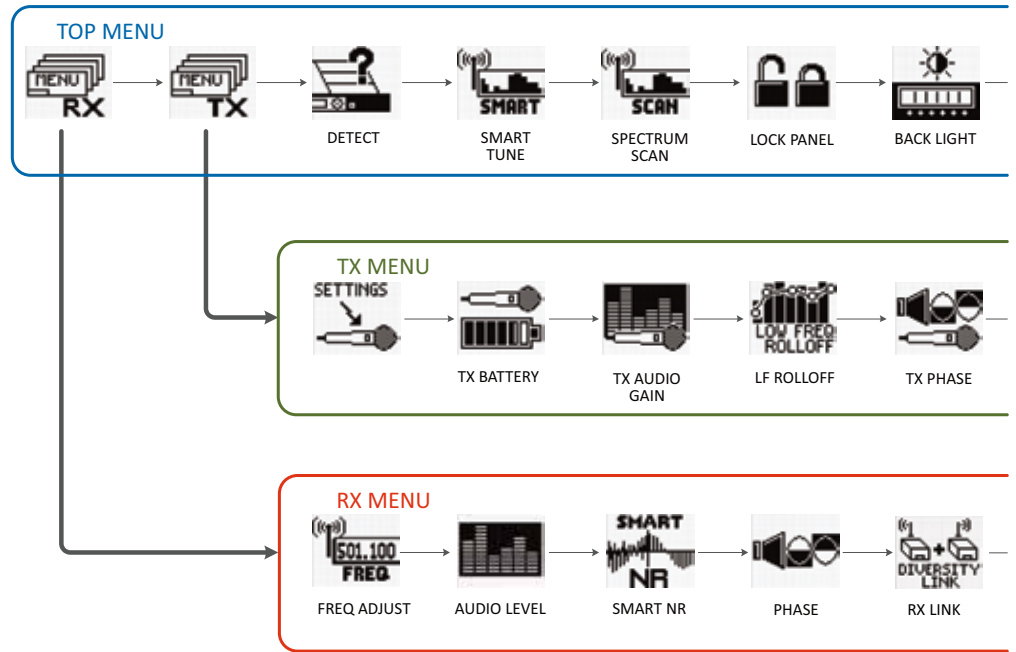 TOP MENU
MENU
RX
MENU
TX
?
DETECT
SMART
SMART
TUNE
SCAN
SPECTRUM
SCAN
LOCK PANEL
BACK LIGHT
TX MENU
SETTINGS
TX BATTERY
TX AUDIO
GAIN
LOW FREQ
ROLLOFF
LF ROLLOFF
TX PHASE
RX MENU
501.100
FREQ
FREQ ADJUST
AUDIO LEVEL
SMART
NR
SMART NR
PHASE
+
DIVERSITY
LINK
RX LINK